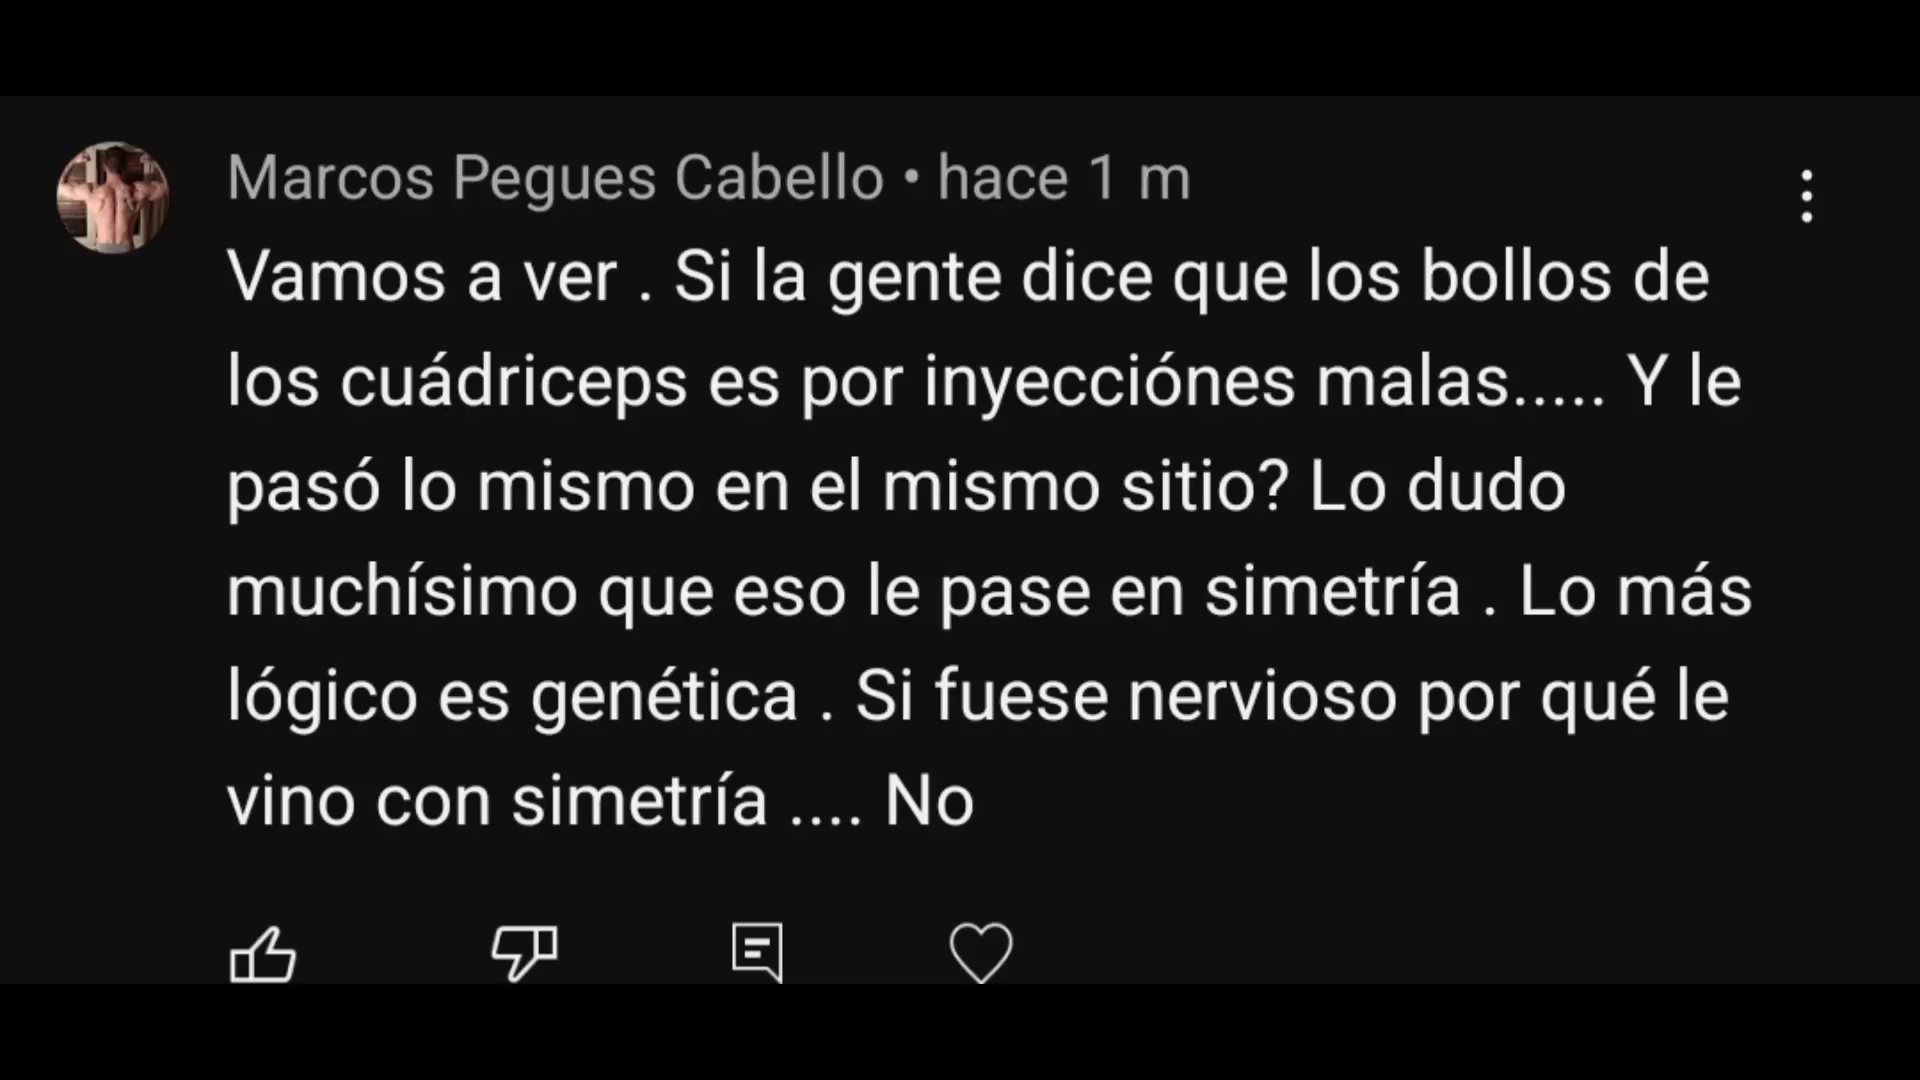 Marcos Pegues Cabello • hace 1 m
Vamos a ver . Si la gente dice que los bollos de
los cuádriceps es por inyecciónes malas..... Y le
pasó lo mismo en el mismo sitio? Lo dudo
muchísimo que eso le pase en simetría . Lo más
lógico es genética . Si fuese nervioso por qué le
vino con simetría .... No